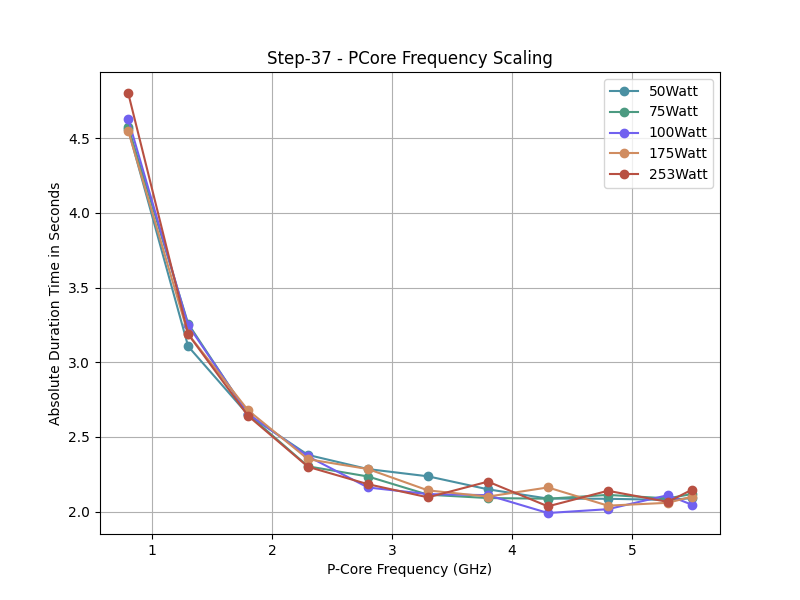 Step-37 - PCore Frequency Scaling
50Watt
75Watt
100Watt
175Watt
253Watt
Absolute Duration Time in Seconds
4.5
4.0
3.5
3.0
2.5
2.0
1
2
3
4
5
P-Core Frequency (GHz)